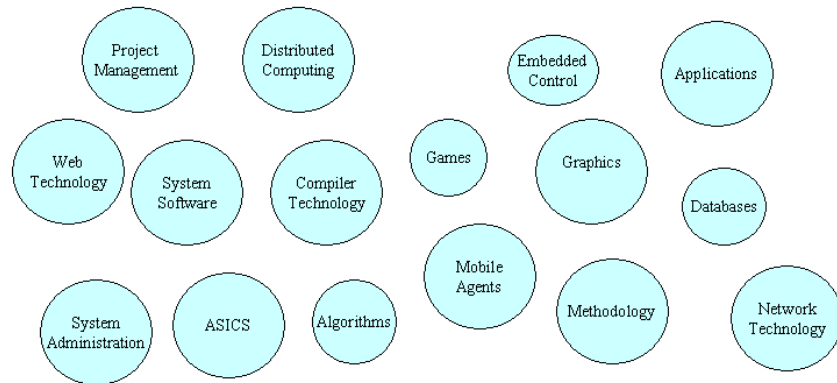 Project
Management
Distributed
Computing
Embedded
Control
Applications
Web
Technology
System
Software
Compiler
Technology
Games
Graphics
Databases
System
Administration
ASICS
Algorithms
Mobile
Agents
Methodology
Network
Technology